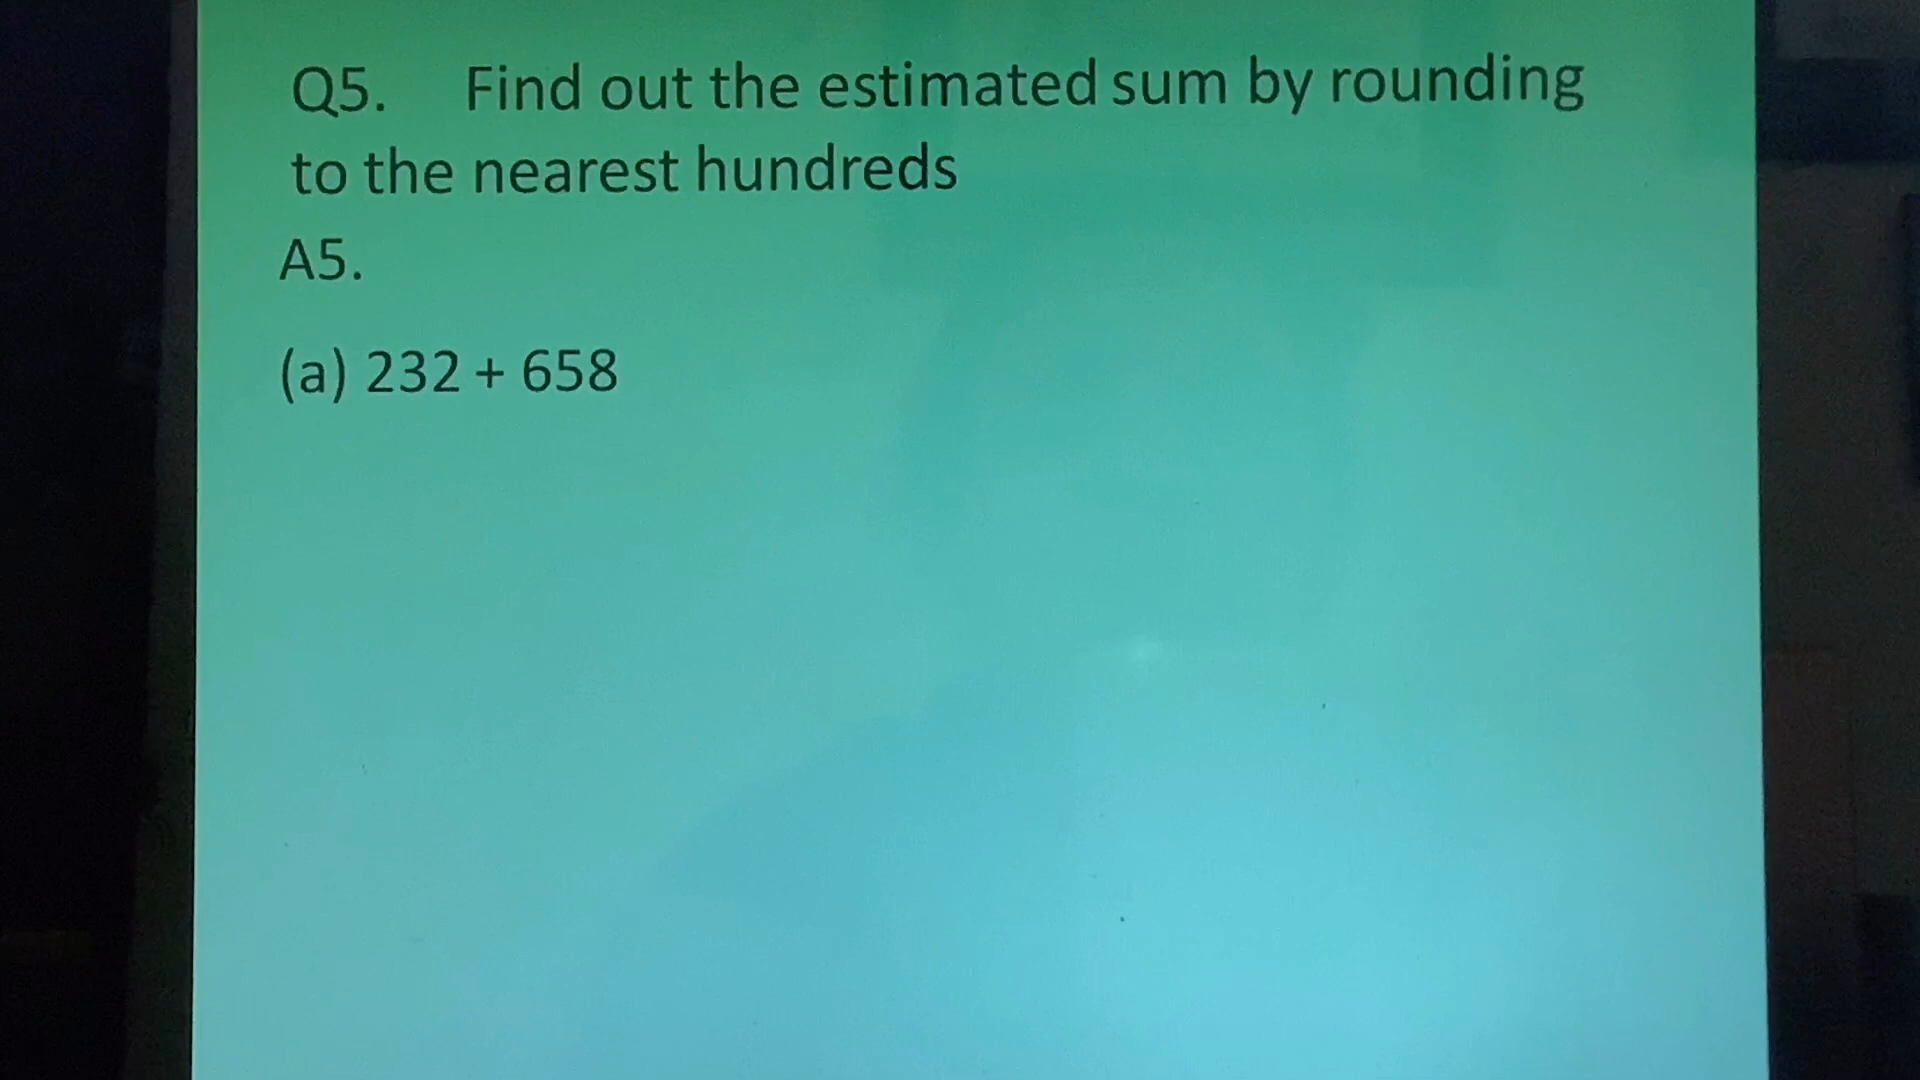 Q5. Find out the estimated sum by rounding
to the nearest hundreds
A5.
(a) 232 + 658